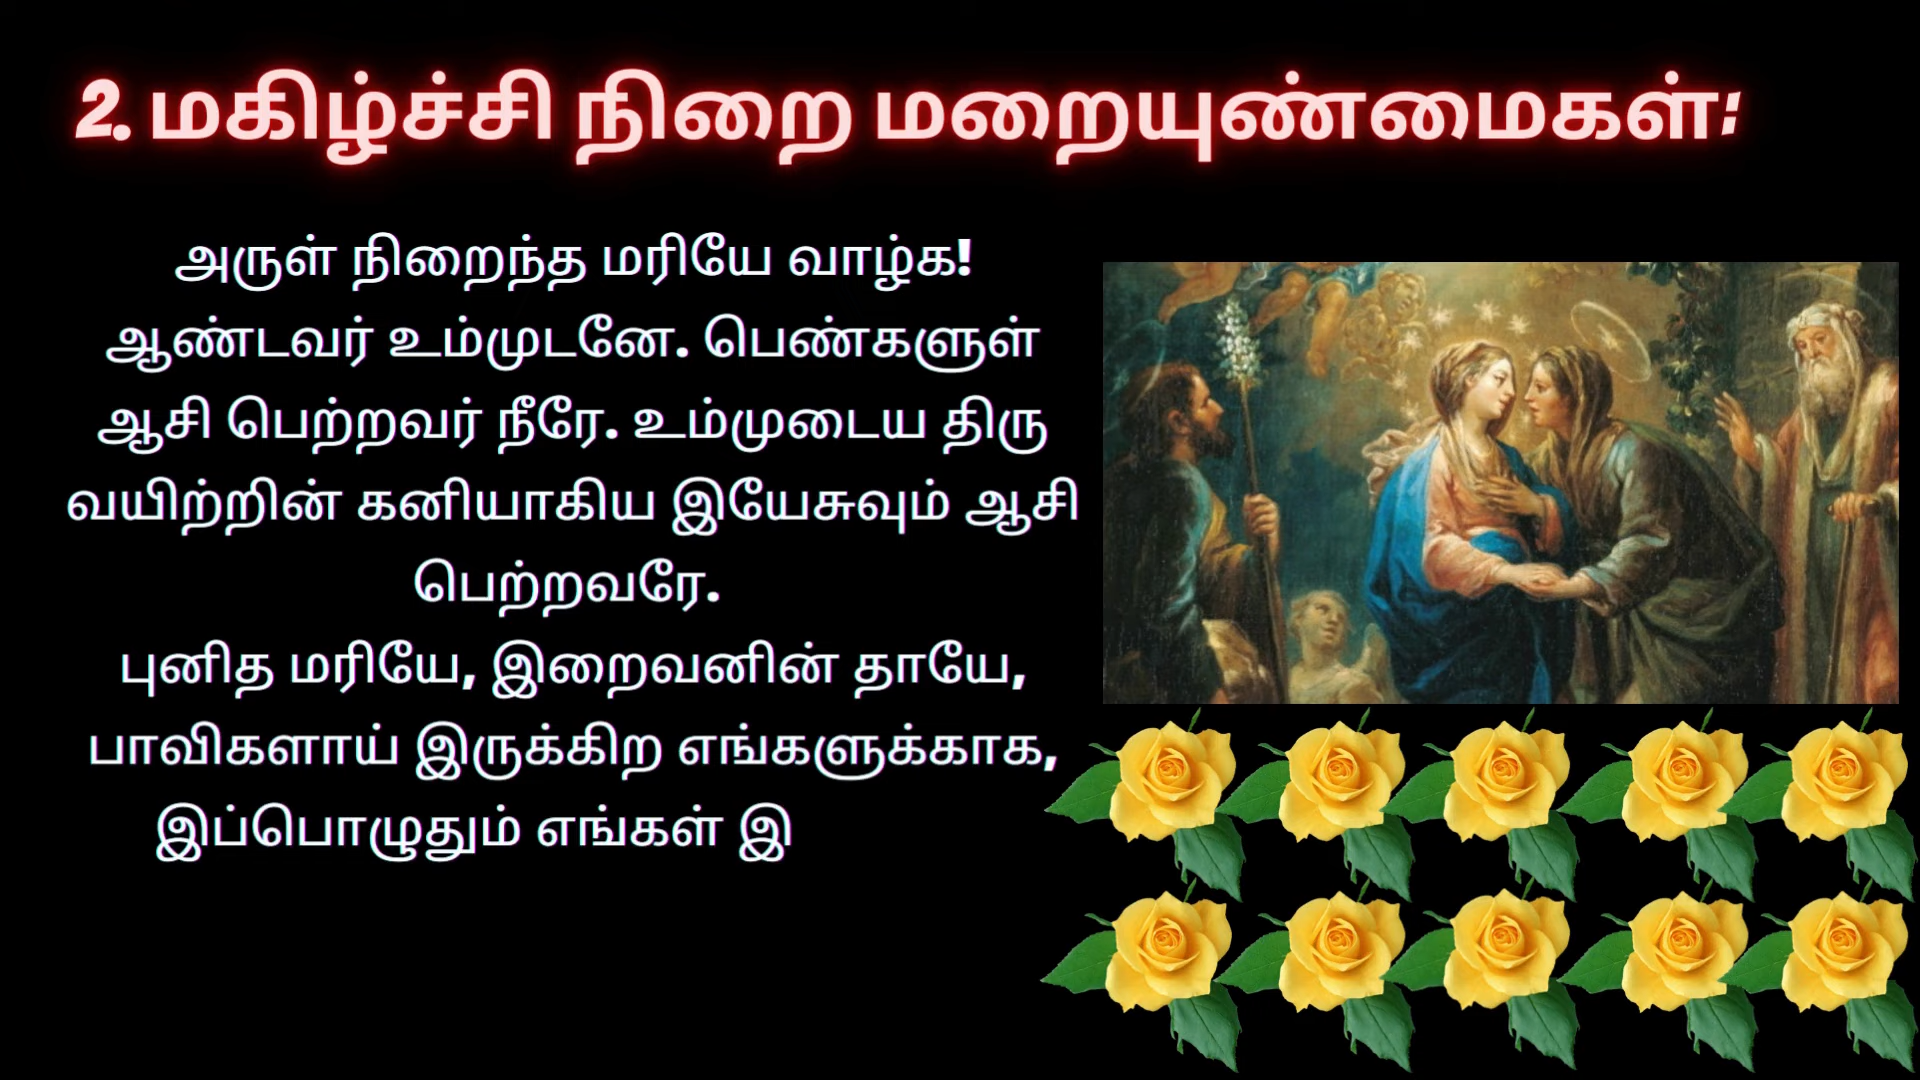 2. மகிழ்ச்சி நிறை மறையுண்மைகள்:
அருள் நிறைந்த மரியே வாழ்க!
ஆண்டவர் உம்முடனே. பெண்களுள்
ஆசி பெற்றவர் நீரே. உம்முடைய திரு
வயிற்றின் கனியாகிய இயேசுவும் ஆசி
பெற்றவரே.
புனித மரியே, இறைவனின் தாயே,
பாவிகளாய் இருக்கிற எங்களுக்காக,
இப்பொழுதும் எங்கள் இ